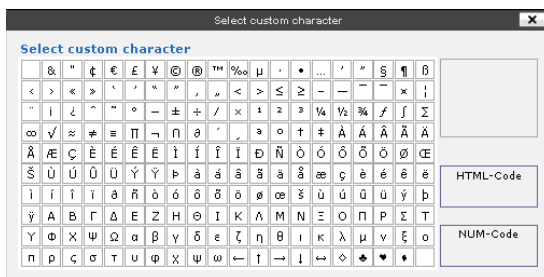 Select custom character
Select custom character
& " ¢ € £ ¥ © ® ™ ‰ µ · • … ′ ″ § ¶ ß
‹ › « » ‘ ’ “ ” ‚ „ < > ≤ ≥ – — ¯ ‾ ¤ ¦
¨ ¡ ¿ ˆ ˜ ° − ± ÷ ⁄ × ¹ ² ³ ¼ ½ ¾ ƒ ∫ ∑
∞ √ ≈ ≠ ≡ ∏ ¬ ∩ ∂ ´ ¸ ª º † ‡ À Á Â Ã Ä
Å Æ Ç È É Ê Ë Ì Í Î Ï Ð Ñ Ò Ó Ô Õ Ö Ø Œ
Š Ù Ú Û Ü Ý Ÿ Þ à á â ã ä å æ ç è é ê ë
HTML-Code
ì í î ï ð ñ ò ó ô õ ö ø œ š ù ú û ü ý þ
ÿ Α Β Γ Δ Ε Ζ Η Θ Ι Κ Λ Μ Ν Ξ Ο Π Ρ Σ Τ
Υ Φ Χ Ψ Ω α β γ δ ε ζ η θ ι κ λ μ ν ξ ο
NUM-Code
π ρ ς σ τ υ φ χ ψ ω ← ↑ → ↓ ↔ ◊ ♣ ♥ ♦